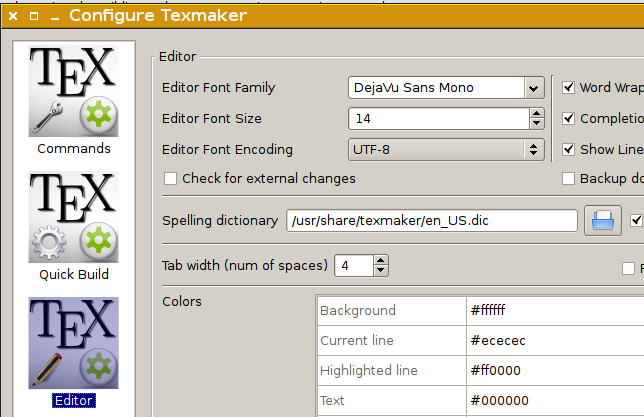 Configure Texmaker
TEX
Commands
TEX
Quick Build
TEX
Editor
Editor
Editor Font Family DejaVu Sans Mono Word Wrap
Editor Font Size 14 Completio
Editor Font Encoding UTF-8 Show Line
Check for external changes Backup do
Spelling dictionary /usr/share/texmaker/en_US.dic
Tab width (num of spaces) 4
Colors
Background #ffffff
Current line #ececec
Highlighted line #ff0000
Text #000000